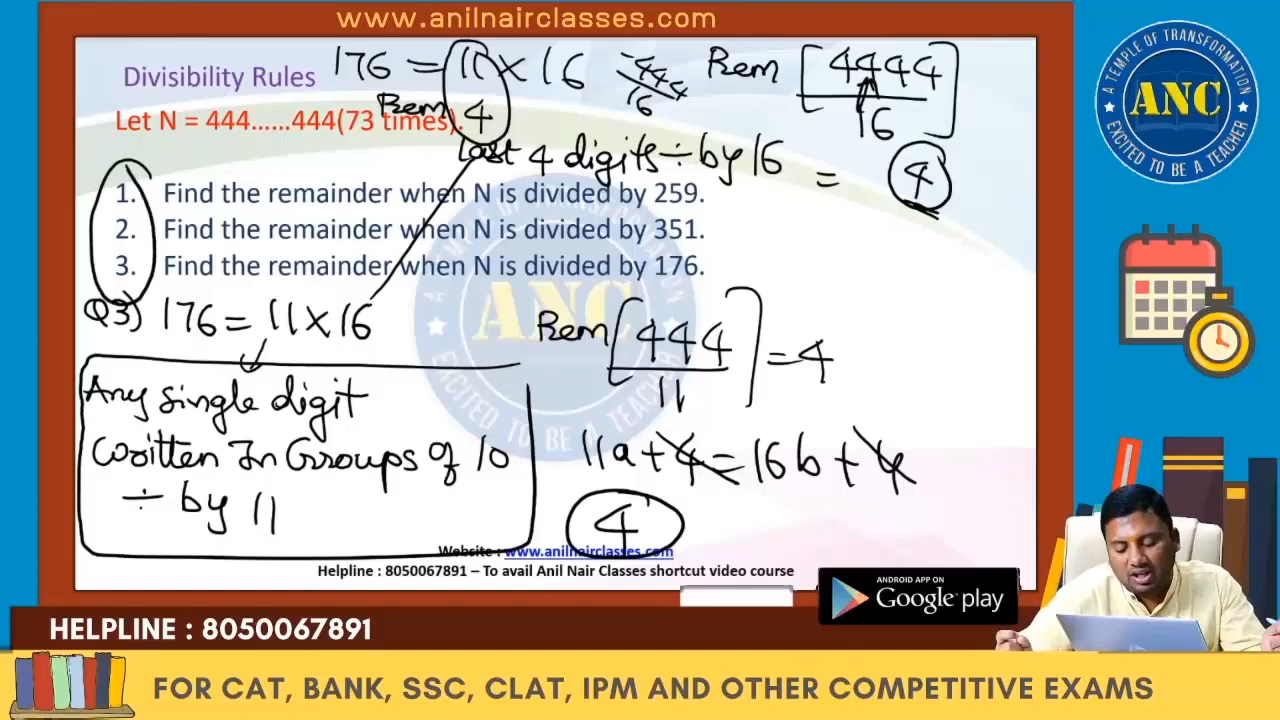 www.anilnairclasses.com
Divisibility Rules
176 = 11 × 16
444
16
Rem [4444
16]
Rem 4
Let N = 444......444(73 times).
Last 4 digits ÷ by 16 = 4
1. Find the remainder when N is divided by 259.
2. Find the remainder when N is divided by 351.
3. Find the remainder when N is divided by 176.
Q3) 176 = 11 × 16
Rem [444
11] = 4
Any single digit
written In Groups of 10
÷ by 11
11a + 4 = 16b + 4
4
Website : www.anilnairclasses.com
Helpline : 8050067891 – To avail Anil Nair Classes shortcut video course
A TEMPLE OF TRANSFORMATION
ANC
EXCITED TO BE A TEACHER
ANDROID APP ON
Google play
HELPLINE : 8050067891
FOR CAT, BANK, SSC, CLAT, IPM AND OTHER COMPETITIVE EXAMS